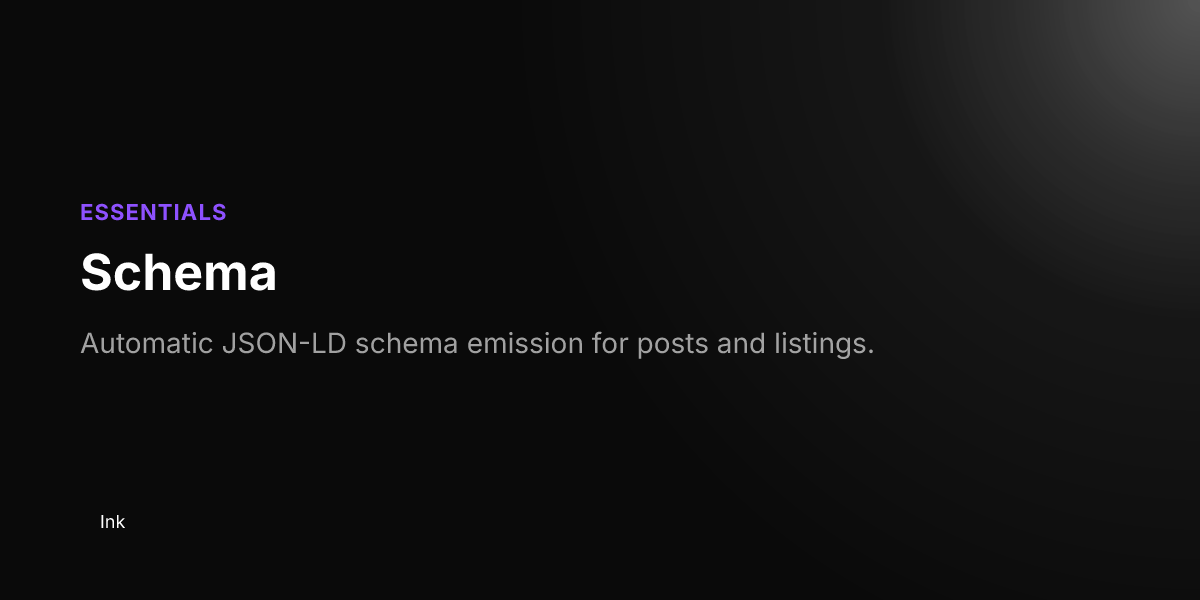 ESSENTIALS
Schema
Automatic JSON-LD schema emission for posts and listings.
Ink